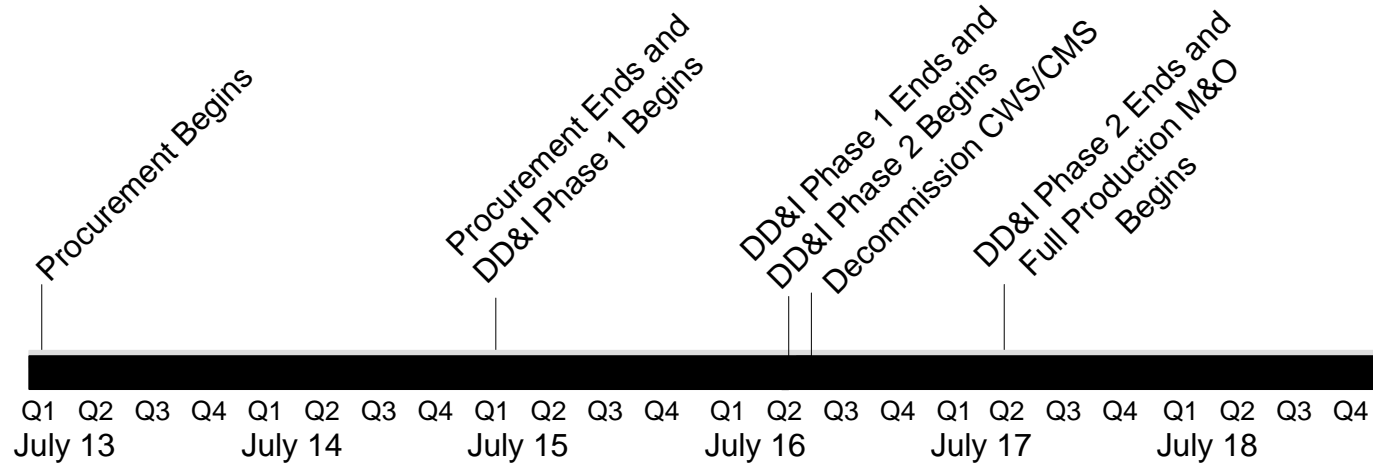 Procurement Begins
Procurement Ends and
DD&I Phase 1 Begins
DD&I Phase 1 Ends and
DD&I Phase 2 Begins
Decommission CWS/CMS
DD&I Phase 2 Ends and
Full Production M&O
Begins
Q1 Q2 Q3 Q4 Q1 Q2 Q3 Q4 Q1 Q2 Q3 Q4 Q1 Q2 Q3 Q4 Q1 Q2 Q3 Q4 Q1 Q2 Q3 Q4
July 13 July 14 July 15 July 16 July 17 July 18